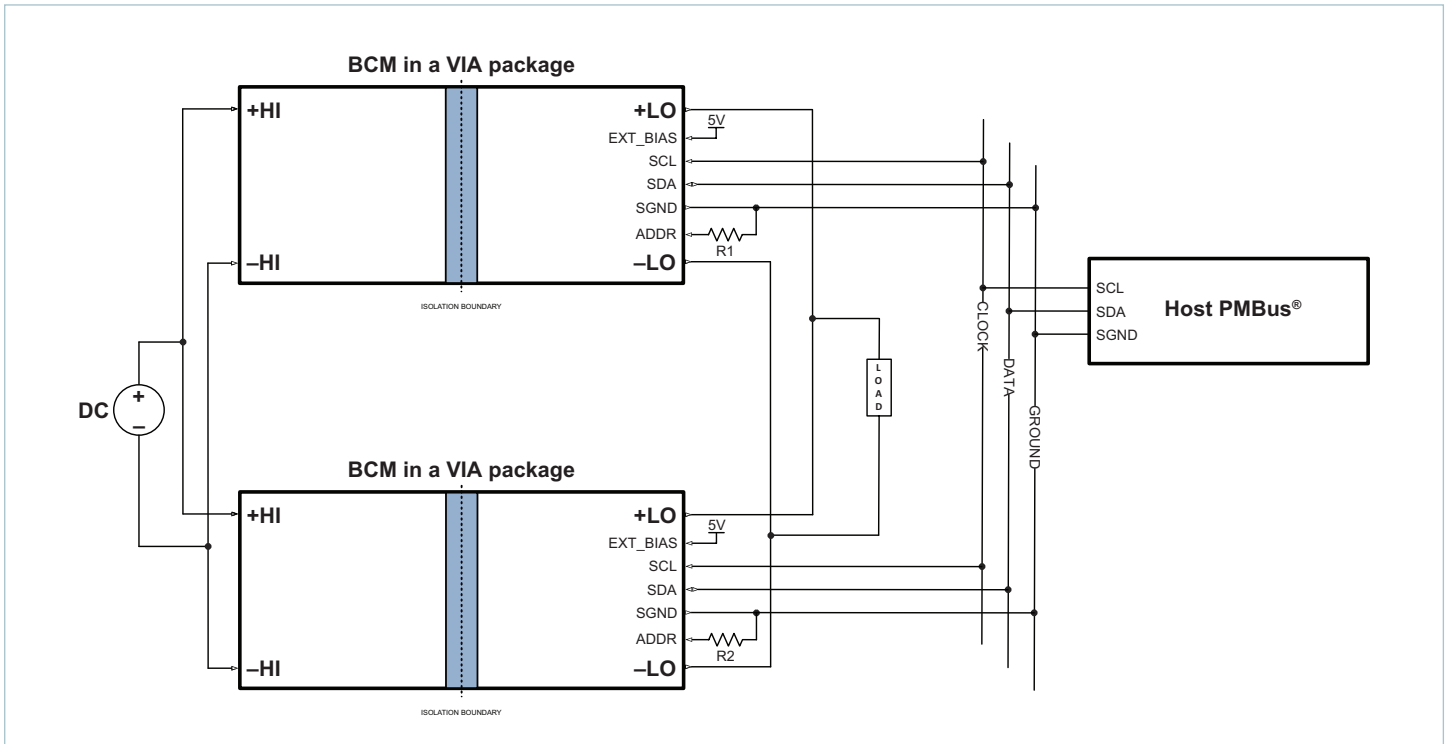 BCM in a VIA package
+HI
–HI
+LO
EXT_BIAS
5V
SCL
SDA
SGND
ADDR
R1
–LO
ISOLATION BOUNDARY
DC
+
–
LOAD
CLOCK
DATA
GROUND
SCL
SDA
SGND
Host PMBus®
BCM in a VIA package
+HI
–HI
+LO
EXT_BIAS
5V
SCL
SDA
SGND
ADDR
R2
–LO
ISOLATION BOUNDARY